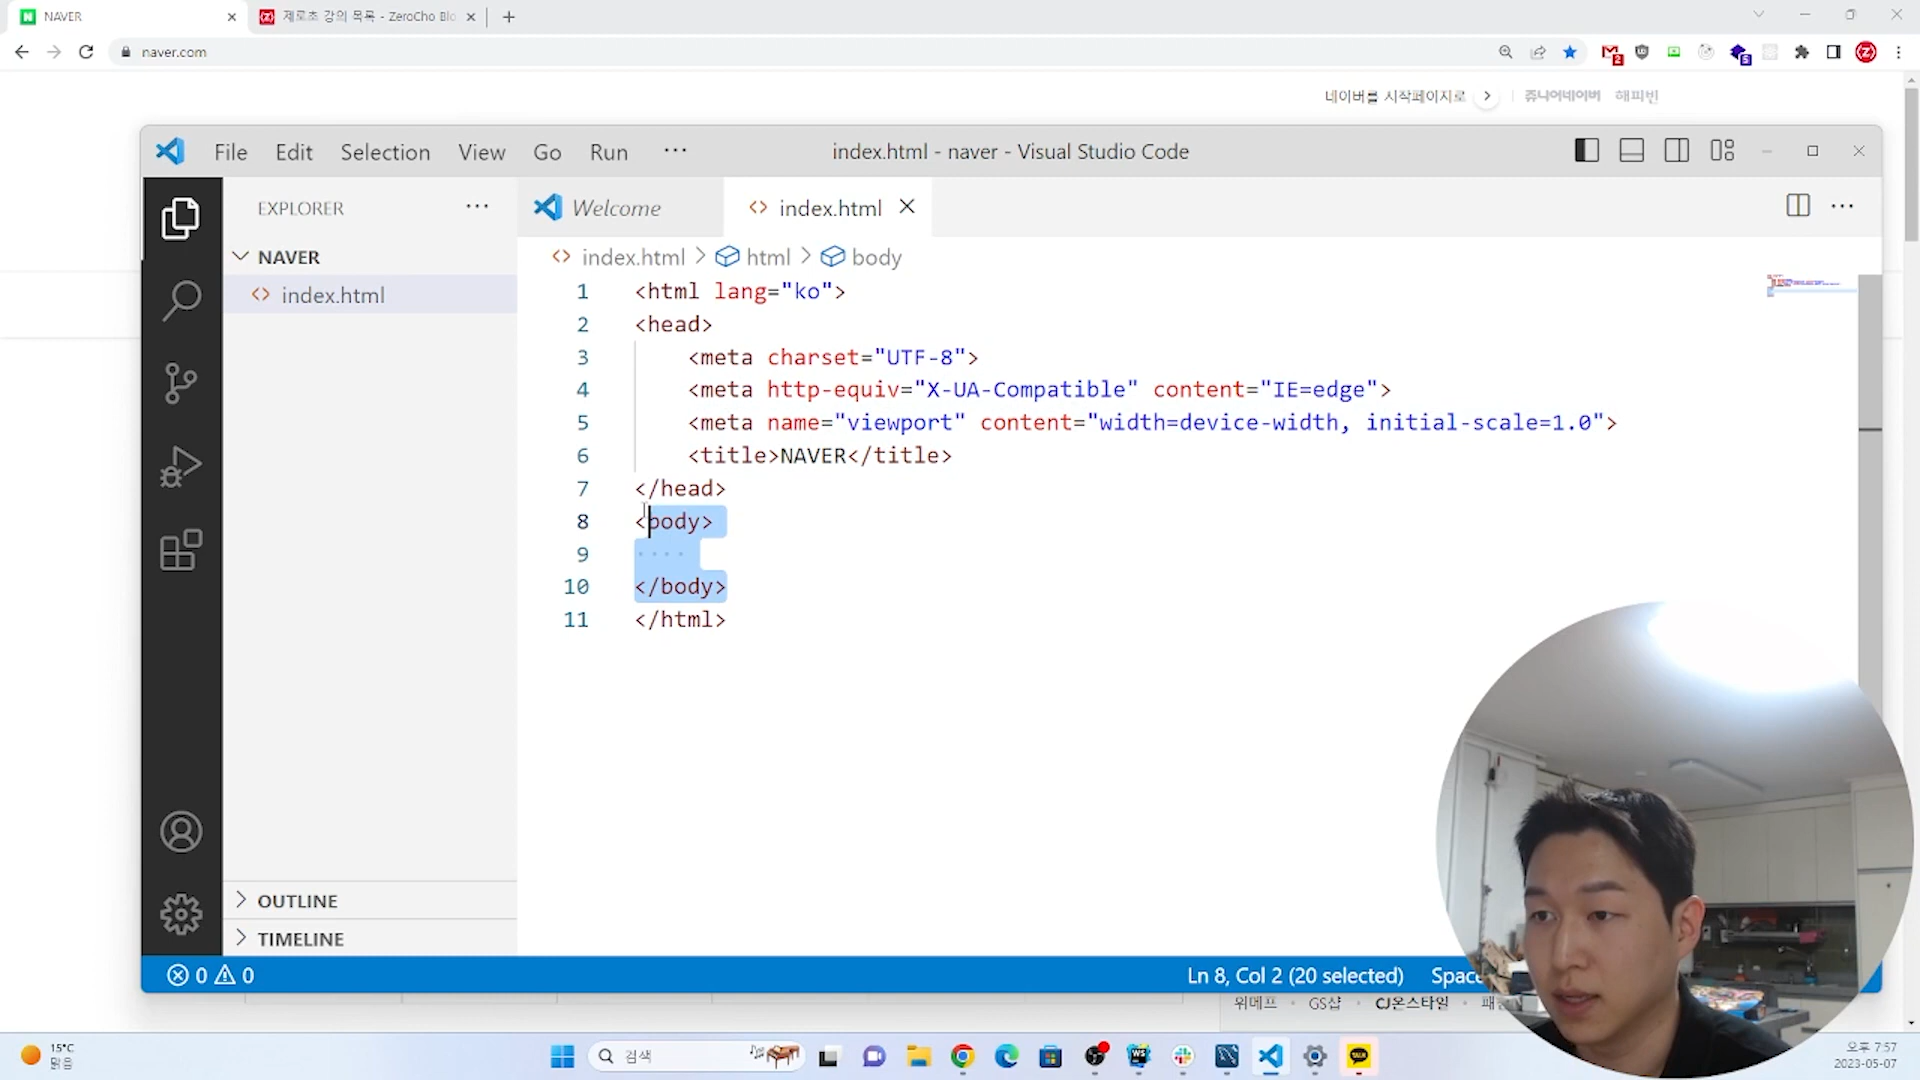 NAVER
제로초 강의 목록 - ZeroCho Blo
naver.com
2
5
네이버를 시작페이지로
쥬니어네이버 해피빈
File Edit Selection View Go Run ···
index.html - naver - Visual Studio Code
EXPLORER
Welcome
index.html
NAVER
index.html
index.html > html > body
1 <html lang="ko">
2 <head>
3 <meta charset="UTF-8">
4 <meta http-equiv="X-UA-Compatible" content="IE=edge">
5 <meta name="viewport" content="width=device-width, initial-scale=1.0">
6 <title>NAVER</title>
7 </head>
8 <body>
9 ····
10 </body>
11 </html>
OUTLINE
TIMELINE
0 0
Ln 8, Col 2 (20 selected)
Space
위메프 · GS샵 · CJ온스타일 ·
15°C
맑음
검색
WS
TALK
오후 7:57
2023-05-07